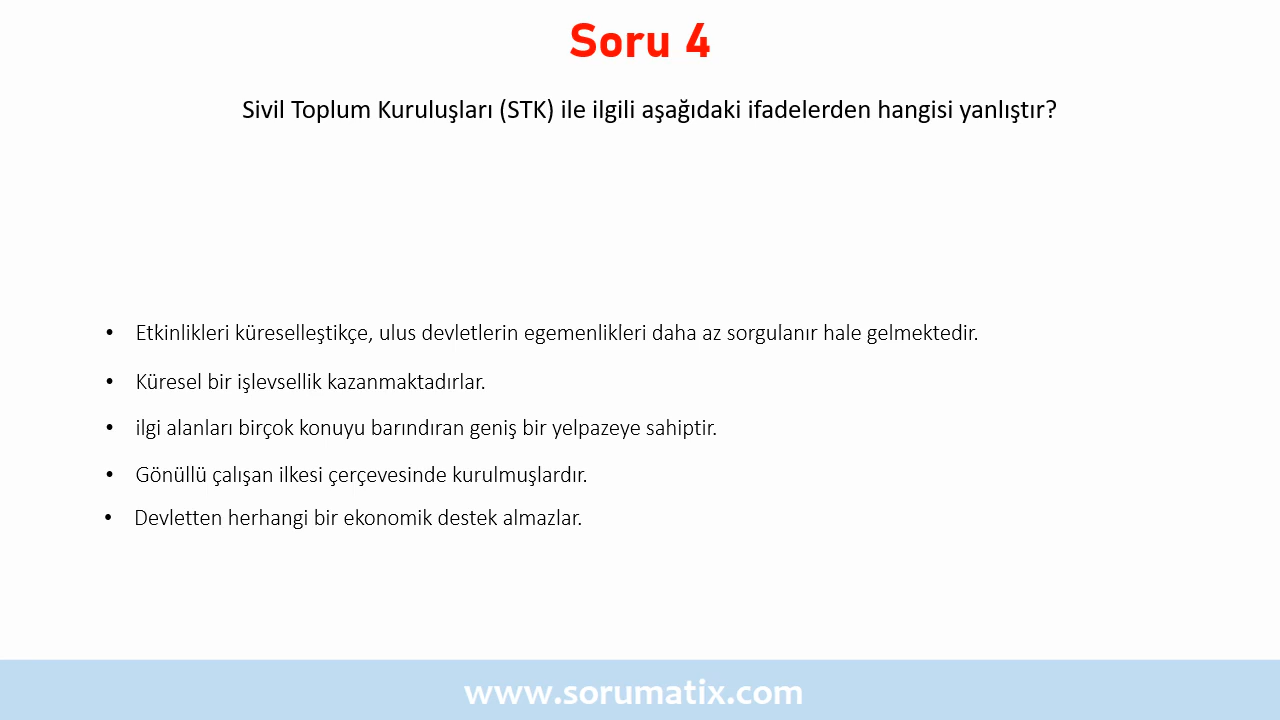 Soru 4
Sivil Toplum Kuruluşları (STK) ile ilgili aşağıdaki ifadelerden hangisi yanlıştır?
• Etkinlikleri küreselleştikçe, ulus devletlerin egemenlikleri daha az sorgulanır hale gelmektedir.
• Küresel bir işlevsellik kazanmaktadırlar.
• ilgi alanları birçok konuyu barındıran geniş bir yelpazeye sahiptir.
• Gönüllü çalışan ilkesi çerçevesinde kurulmuşlardır.
• Devletten herhangi bir ekonomik destek almazlar.
www.sorumatix.com